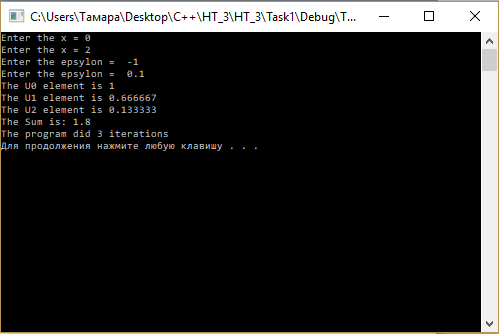 C:\Users\Тамара\Desktop\C++\HT_3\HT_3\Task1\Debug\T...
Enter the x = 0
Enter the x = 2
Enter the epsylon =  -1
Enter the epsylon =  0.1
The U0 element is 1
The U1 element is 0.666667
The U2 element is 0.133333
The Sum is: 1.8
The program did 3 iterations
Для продолжения нажмите любую клавишу . . .